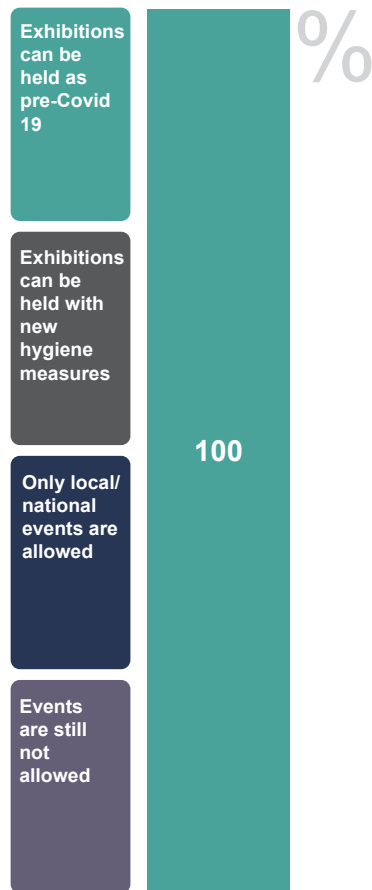 Exhibitions
can be
held as
pre-Covid
19
%
Exhibitions
can be
held with
new
hygiene
measures
100
Only local/
national
events are
allowed
Events
are still
not
allowed